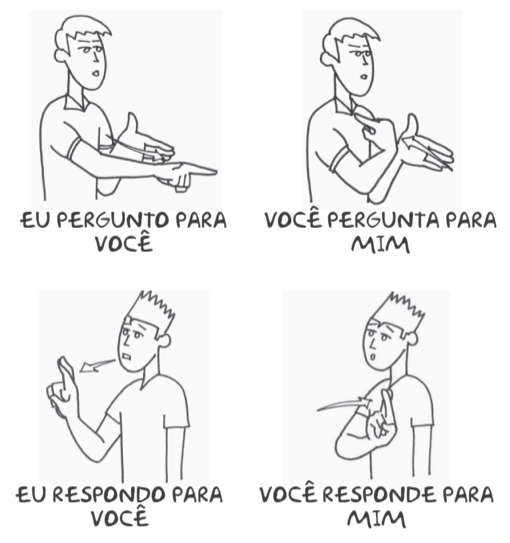 EU PERGUNTO PARA
VOCÊ
VOCÊ PERGUNTA PARA
MIM
EU RESPONDO PARA
VOCÊ
VOCÊ RESPONDE PARA
MIM